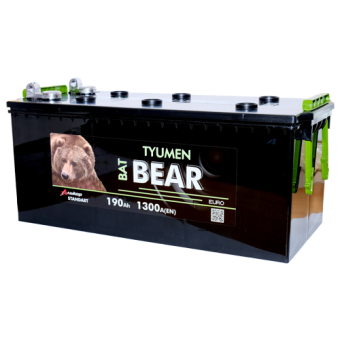 TYUMEN
BAT BEAR
STANDART
190Ah 1300A(EN)
EURO